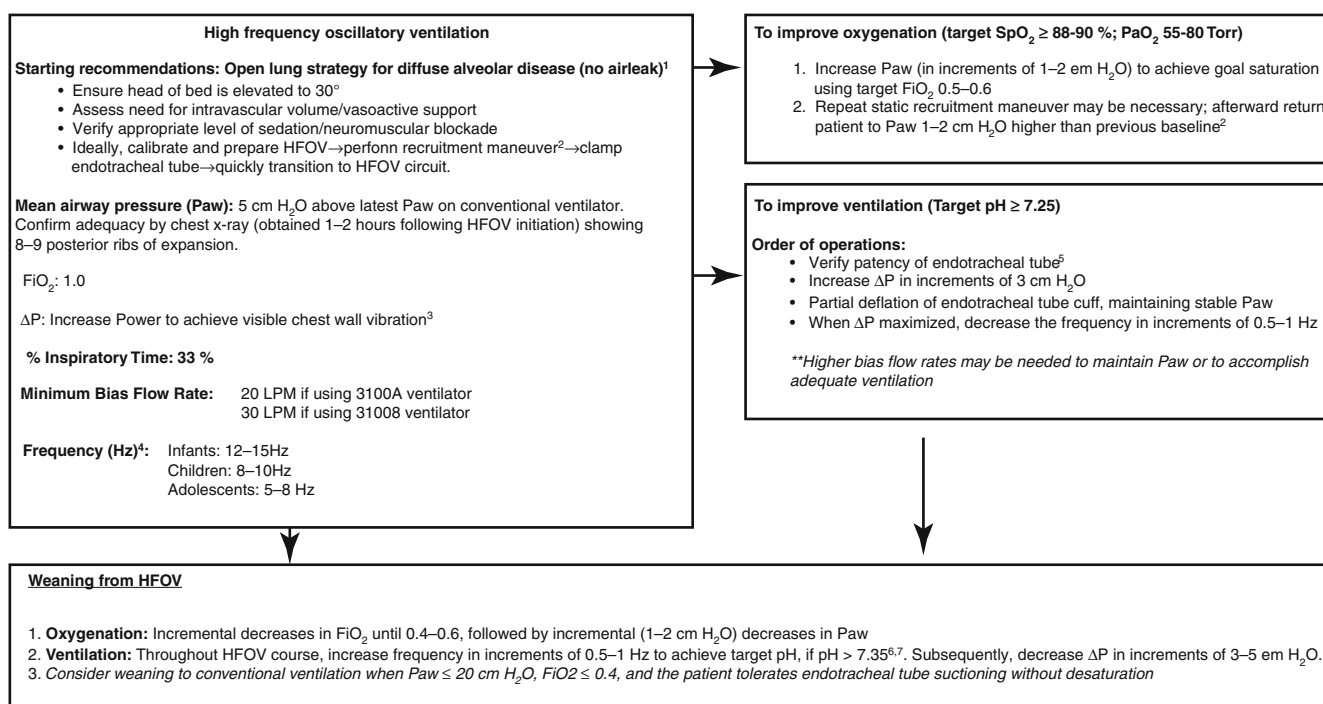 High frequency oscillatory ventilation
Starting recommendations: Open lung strategy for diffuse alveolar disease (no airleak)¹
• Ensure head of bed is elevated to 30°
• Assess need for intravascular volume/vasoactive support
• Verify appropriate level of sedation/neuromuscular blockade
• Ideally, calibrate and prepare HFOV→perfonn recruitment maneuver²→clamp
endotracheal tube→quickly transition to HFOV circuit.
Mean airway pressure (Paw): 5 cm H₂O above latest Paw on conventional ventilator.
Confirm adequacy by chest x-ray (obtained 1–2 hours following HFOV initiation) showing
8–9 posterior ribs of expansion.
FiO₂: 1.0
ΔP: Increase Power to achieve visible chest wall vibration³
% Inspiratory Time: 33 %
Minimum Bias Flow Rate: 20 LPM if using 3100A ventilator
30 LPM if using 31008 ventilator
Frequency (Hz)⁴: Infants: 12–15Hz
Children: 8–10Hz
Adolescents: 5–8 Hz
To improve oxygenation (target SpO₂ ≥ 88-90 %; PaO₂ 55-80 Torr)
1. Increase Paw (in increments of 1–2 em H₂O) to achieve goal saturation
using target FiO₂ 0.5–0.6
2. Repeat static recruitment maneuver may be necessary; afterward return
patient to Paw 1–2 cm H₂O higher than previous baseline²
To improve ventilation (Target pH ≥ 7.25)
Order of operations:
• Verify patency of endotracheal tube⁵
• Increase ΔP in increments of 3 cm H₂O
• Partial deflation of endotracheal tube cuff, maintaining stable Paw
• When ΔP maximized, decrease the frequency in increments of 0.5–1 Hz
**Higher bias flow rates may be needed to maintain Paw or to accomplish
adequate ventilation
Weaning from HFOV
1. Oxygenation: Incremental decreases in FiO₂ until 0.4–0.6, followed by incremental (1–2 cm H₂O) decreases in Paw
2. Ventilation: Throughout HFOV course, increase frequency in increments of 0.5–1 Hz to achieve target pH, if pH > 7.35⁶,⁷. Subsequently, decrease ΔP in increments of 3–5 em H₂O.
3. Consider weaning to conventional ventilation when Paw ≤ 20 cm H₂O, FiO2 ≤ 0.4, and the patient tolerates endotracheal tube suctioning without desaturation